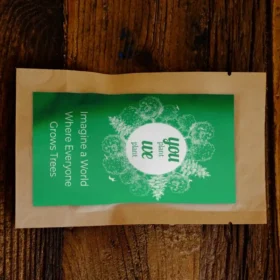 you
plant
we
plant
Imagine a World
Where Everyone
Grows Trees